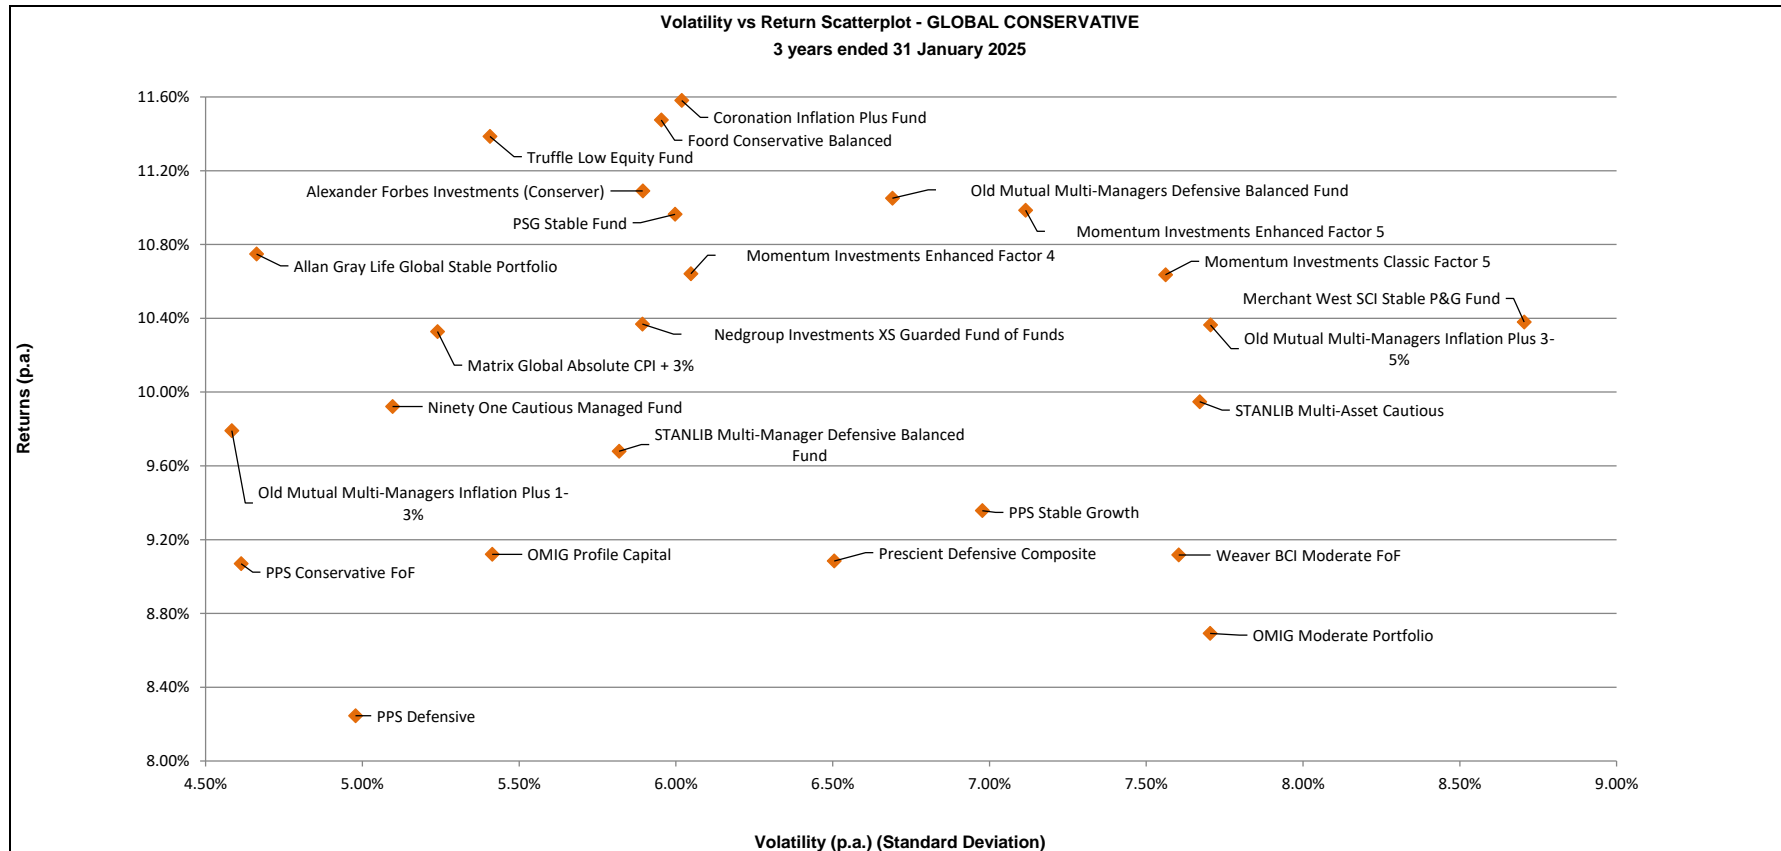 Volatility vs Return Scatterplot - GLOBAL CONSERVATIVE
3 years ended 31 January 2025
11.60%
11.20%
10.80%
10.40%
10.00%
9.60%
9.20%
8.80%
8.40%
8.00%
Returns (p.a.)
Coronation Inflation Plus Fund
Foord Conservative Balanced
Truffle Low Equity Fund
Alexander Forbes Investments (Conserver)
Old Mutual Multi-Managers Defensive Balanced Fund
PSG Stable Fund
Momentum Investments Enhanced Factor 5
Momentum Investments Enhanced Factor 4
Allan Gray Life Global Stable Portfolio
Momentum Investments Classic Factor 5
Merchant West SCI Stable P&G Fund
Nedgroup Investments XS Guarded Fund of Funds
Old Mutual Multi-Managers Inflation Plus 3-
5%
Matrix Global Absolute CPI + 3%
Ninety One Cautious Managed Fund
STANLIB Multi-Asset Cautious
STANLIB Multi-Manager Defensive Balanced
Fund
Old Mutual Multi-Managers Inflation Plus 1-
3%
PPS Stable Growth
OMIG Profile Capital
Prescient Defensive Composite
Weaver BCI Moderate FoF
PPS Conservative FoF
OMIG Moderate Portfolio
PPS Defensive
4.50%
5.00%
5.50%
6.00%
6.50%
7.00%
7.50%
8.00%
8.50%
9.00%
Volatility (p.a.) (Standard Deviation)